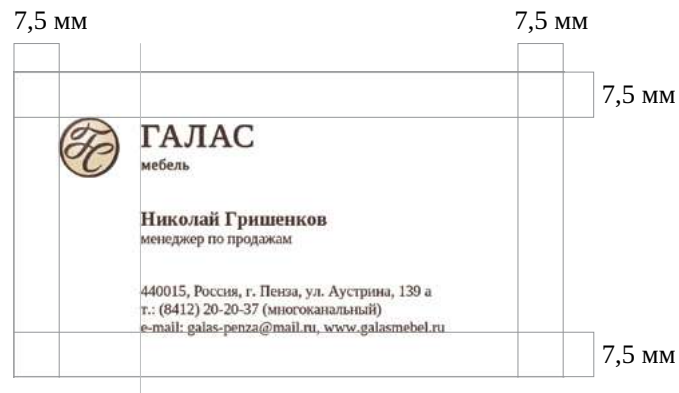 7,5 мм 7,5 мм
7,5 мм
ГАЛАС
мебель
Николай Гришенков
менеджер по продажам
440015, Россия, г. Пенза, ул. Аустрина, 139 а
т.: (8412) 20-20-37 (многоканальный)
e-mail: galas-penza@mail.ru, www.galasmebel.ru
7,5 мм